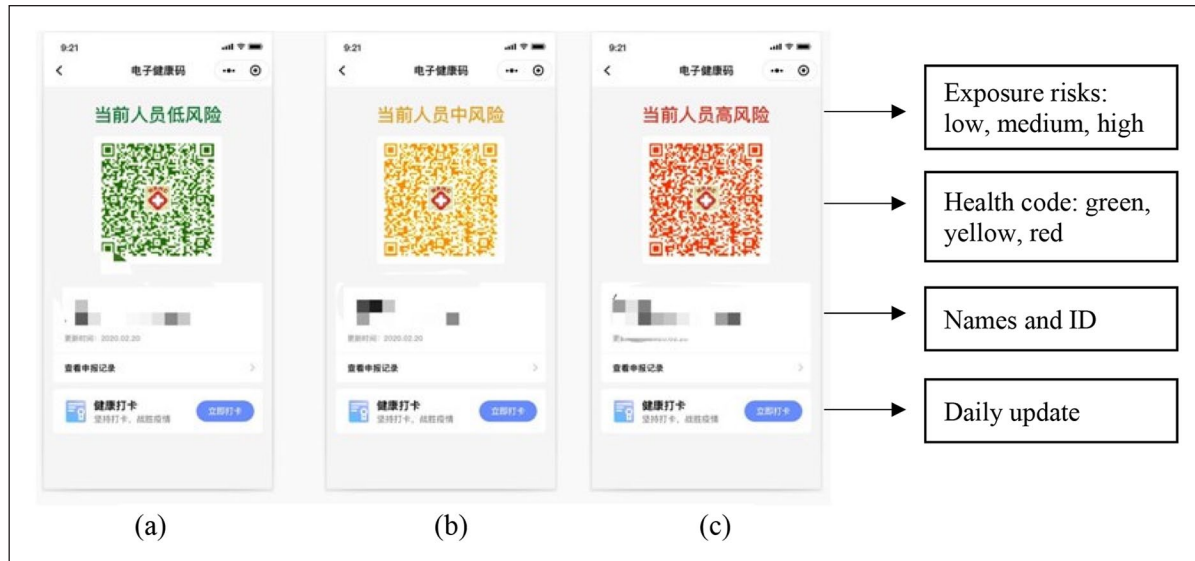 9:21
电子健康码
当前人员低风险
更新时间: 2020.02.20
查看申报记录
健康打卡
坚持打卡，战胜疫情
立即打卡
(a)
9:21
电子健康码
当前人员中风险
更新时间: 2020.02.20
查看申报记录
健康打卡
坚持打卡，战胜疫情
立即打卡
(b)
9:21
电子健康码
当前人员高风险
查看申报记录
健康打卡
坚持打卡，战胜疫情
立即打卡
(c)
Exposure risks:
low, medium, high
Health code: green,
yellow, red
Names and ID
Daily update